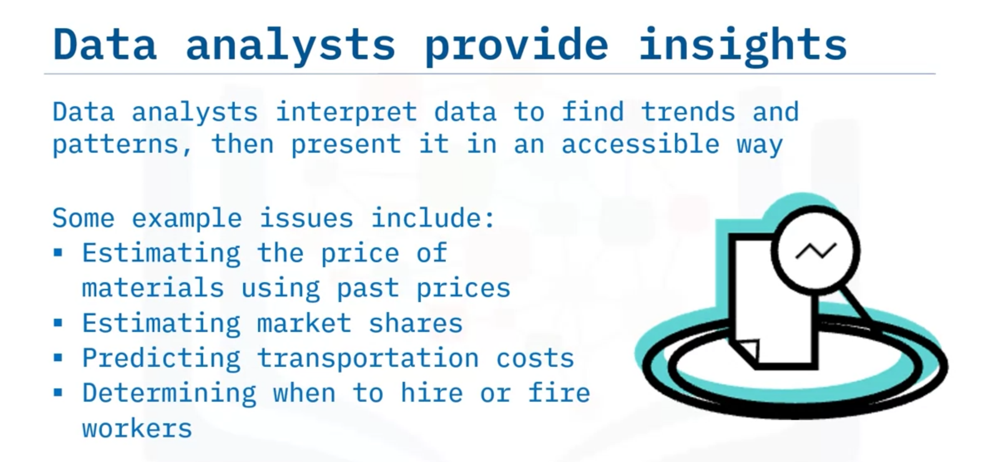 Data analysts provide insights
Data analysts interpret data to find trends and
patterns, then present it in an accessible way
Some example issues include:
▪ Estimating the price of
materials using past prices
▪ Estimating market shares
▪ Predicting transportation costs
▪ Determining when to hire or fire
workers